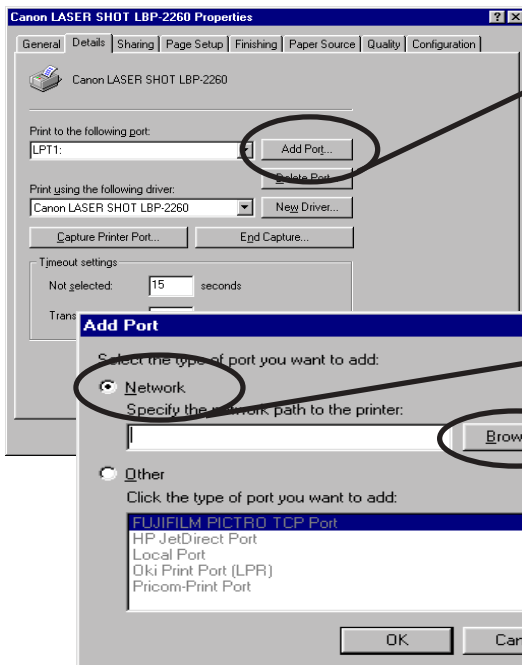 Canon LASER SHOT LBP-2260 Properties
General Details Sharing Page Setup Finishing Paper Source Quality Configuration
Canon LASER SHOT LBP-2260
Print to the following port:
LPT1: Add Port...
Delete Port...
Print using the following driver:
Canon LASER SHOT LBP-2260 New Driver...
Capture Printer Port... End Capture...
Timeout settings
Not selected: 15 seconds
Trans
Add Port
Select the type of port you want to add:
Network
Specify the network path to the printer:
Brow
Other
Click the type of port you want to add:
FUJIFILM PICTRO TCP Port
HP JetDirect Port
Local Port
Oki Print Port (LPR)
Pricom-Print Port
OK Can